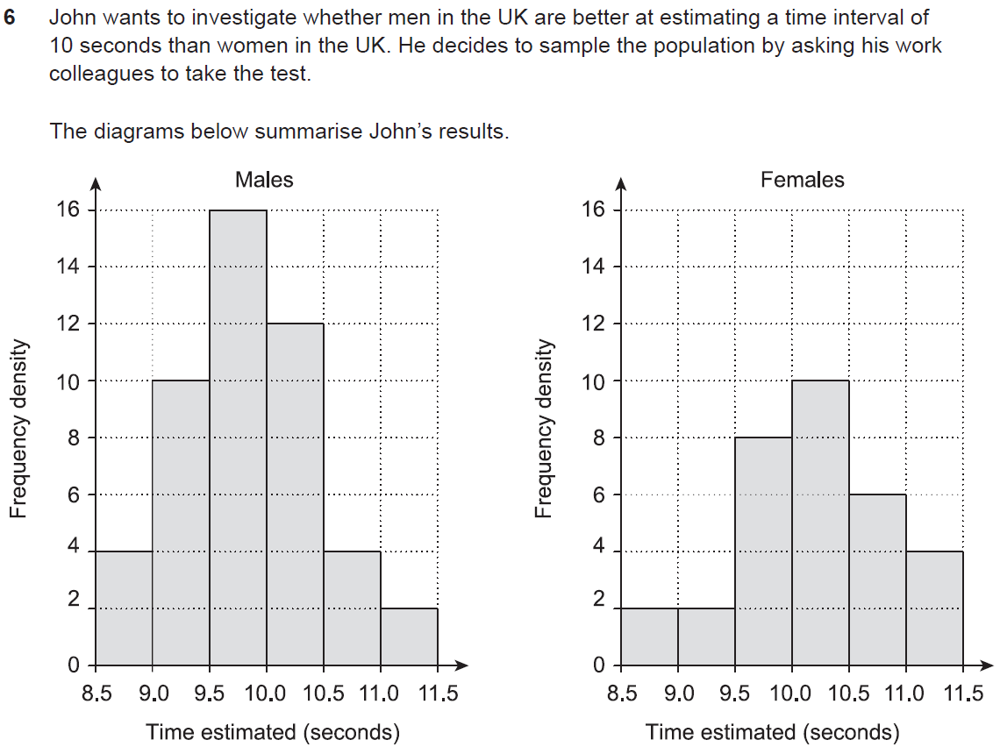 6 John wants to investigate whether men in the UK are better at estimating a time interval of
10 seconds than women in the UK. He decides to sample the population by asking his work
colleagues to take the test.
The diagrams below summarise John's results.
Males
16
14
12
10
8
6
4
2
0
Frequency density
8.5 9.0 9.5 10.0 10.5 11.0 11.5
Time estimated (seconds)
Females
16
14
12
10
8
6
4
2
0
Frequency density
8.5 9.0 9.5 10.0 10.5 11.0 11.5
Time estimated (seconds)